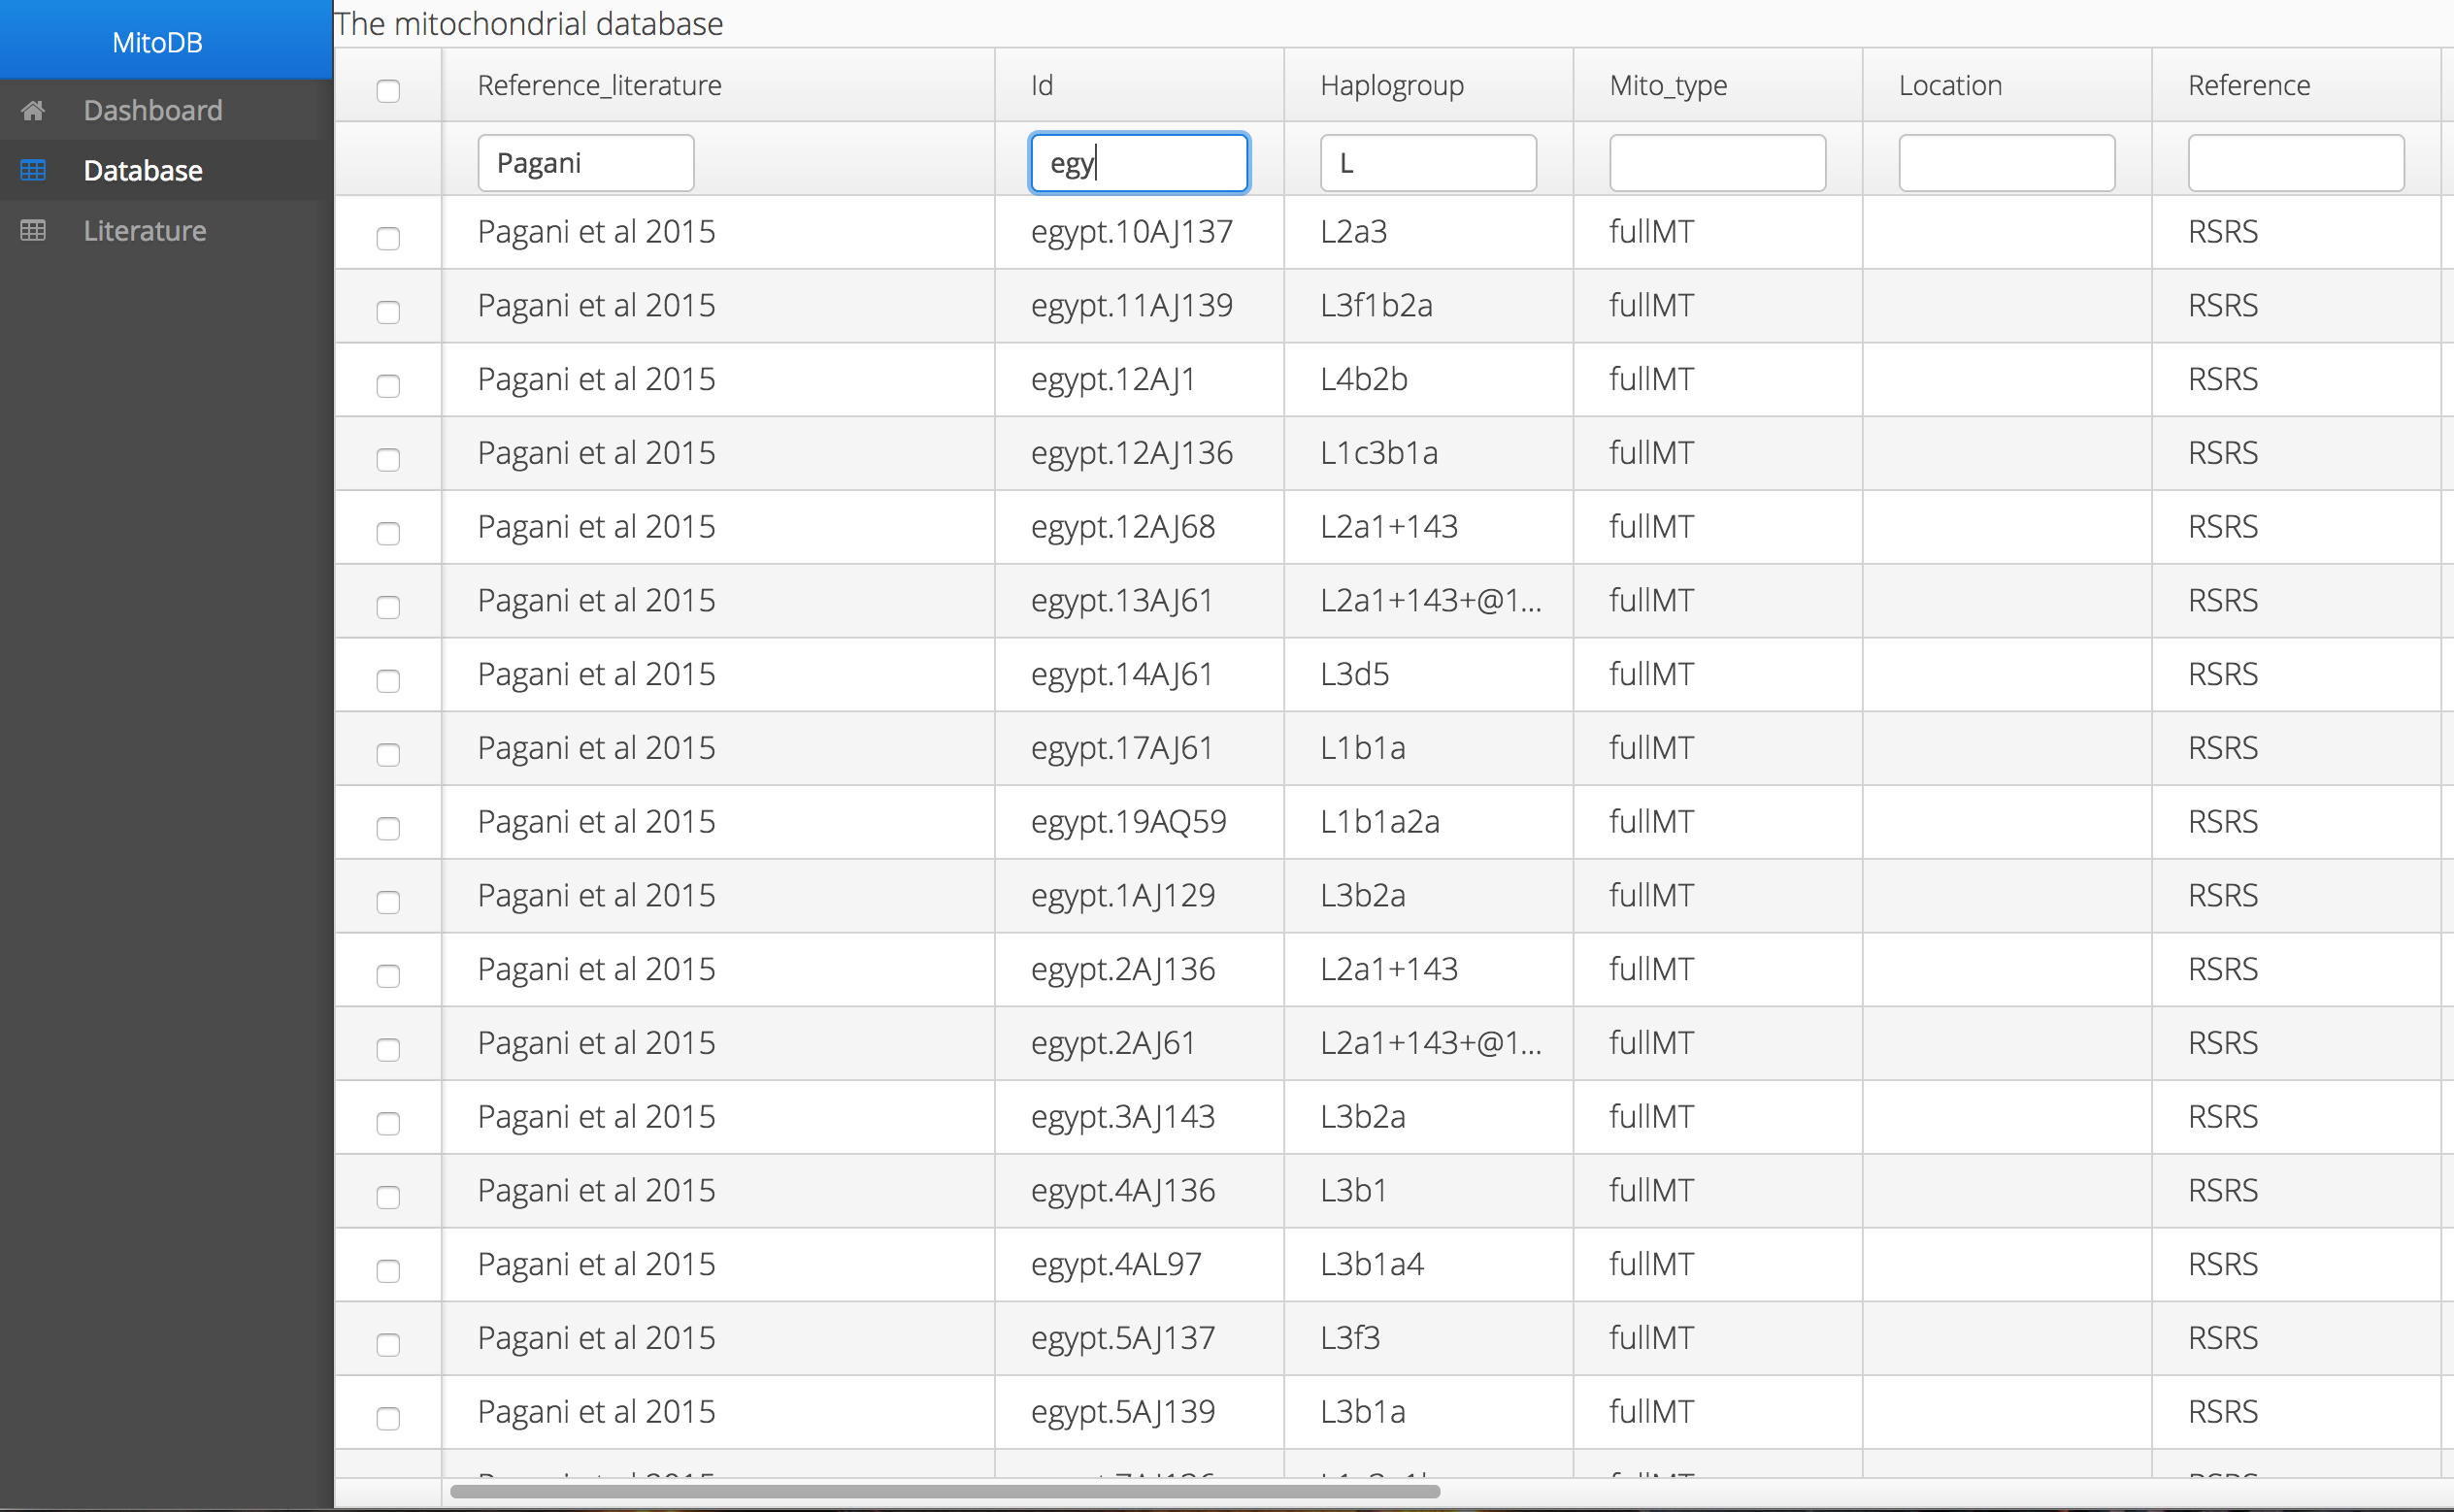 The mitochondrial database
MitoDB
Dashboard
Database
Literature
Reference_literature Id Haplogroup Mito_type Location Reference
Pagani egy L
Pagani et al 2015 egypt.10AJ137 L2a3 fullMT RSRS
Pagani et al 2015 egypt.11AJ139 L3f1b2a fullMT RSRS
Pagani et al 2015 egypt.12AJ1 L4b2b fullMT RSRS
Pagani et al 2015 egypt.12AJ136 L1c3b1a fullMT RSRS
Pagani et al 2015 egypt.12AJ68 L2a1+143 fullMT RSRS
Pagani et al 2015 egypt.13AJ61 L2a1+143+@1... fullMT RSRS
Pagani et al 2015 egypt.14AJ61 L3d5 fullMT RSRS
Pagani et al 2015 egypt.17AJ61 L1b1a fullMT RSRS
Pagani et al 2015 egypt.19AQ59 L1b1a2a fullMT RSRS
Pagani et al 2015 egypt.1AJ129 L3b2a fullMT RSRS
Pagani et al 2015 egypt.2AJ136 L2a1+143 fullMT RSRS
Pagani et al 2015 egypt.2AJ61 L2a1+143+@1... fullMT RSRS
Pagani et al 2015 egypt.3AJ143 L3b2a fullMT RSRS
Pagani et al 2015 egypt.4AJ136 L3b1 fullMT RSRS
Pagani et al 2015 egypt.4AL97 L3b1a4 fullMT RSRS
Pagani et al 2015 egypt.5AJ137 L3f3 fullMT RSRS
Pagani et al 2015 egypt.5AJ139 L3b1a fullMT RSRS